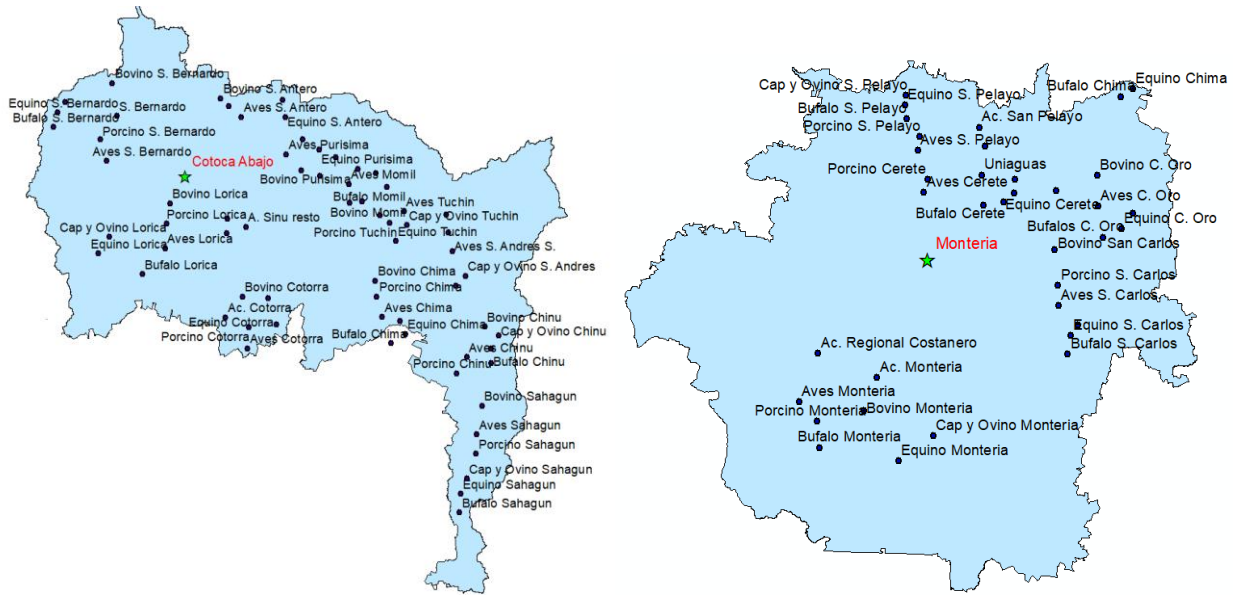 Bovino S. Bernardo
Equino S. Bernardo
S. Bernardo
Bufalo S. Bernardo
Porcino S. Bernardo
Aves S. Bernardo
Bovino S. Antero
Aves S. Antero
Equino S. Antero
Cotoca Abajo
Aves Purisima
Equino Purisima
Bovino Purisima
Aves Momil
Bufalo Momil
Bovino Momil
Aves Tuchin
Cap y Ovino Tuchin
Porcino Tuchin
Equino Tuchin
Bovino Lorica
Porcino Lorica
A. Sinu resto
Cap y Ovino Lorica
Aves Lorica
Equino Lorica
Bufalo Lorica
Aves S. Andres S.
Cap y Ovino S. Andres
Bovino Chima
Porcino Chima
Aves Chima
Equino Chima
Bufalo Chima
Bovino Cotorra
Ac. Cotorra
Equino Cotorra
Porcino Cotorra
Aves Cotorra
Bovino Chinu
Cap y Ovino Chinu
Aves Chinu
Porcino Chinu
Bufalo Chinu
Bovino Sahagun
Aves Sahagun
Porcino Sahagun
Cap y Ovino Sahagun
Equino Sahagun
Bufalo Sahagun
Cap y Ovino S. Pelayo
Equino S. Pelayo
Bufalo S. Pelayo
Porcino S. Pelayo
Ac. San Pelayo
Aves S. Pelayo
Bufalo Chima
Equino Chima
Porcino Cerete
Uniaguas
Aves Cerete
Bufalo Cerete
Equino Cerete
Bovino C. Oro
Aves C. Oro
Equino C. Oro
Bufalos C. Oro
Bovino San Carlos
Monteria
Porcino S. Carlos
Aves S. Carlos
Equino S. Carlos
Bufalo S. Carlos
Ac. Regional Costanero
Ac. Monteria
Aves Monteria
Porcino Monteria
Bovino Monteria
Cap y Ovino Monteria
Bufalo Monteria
Equino Monteria